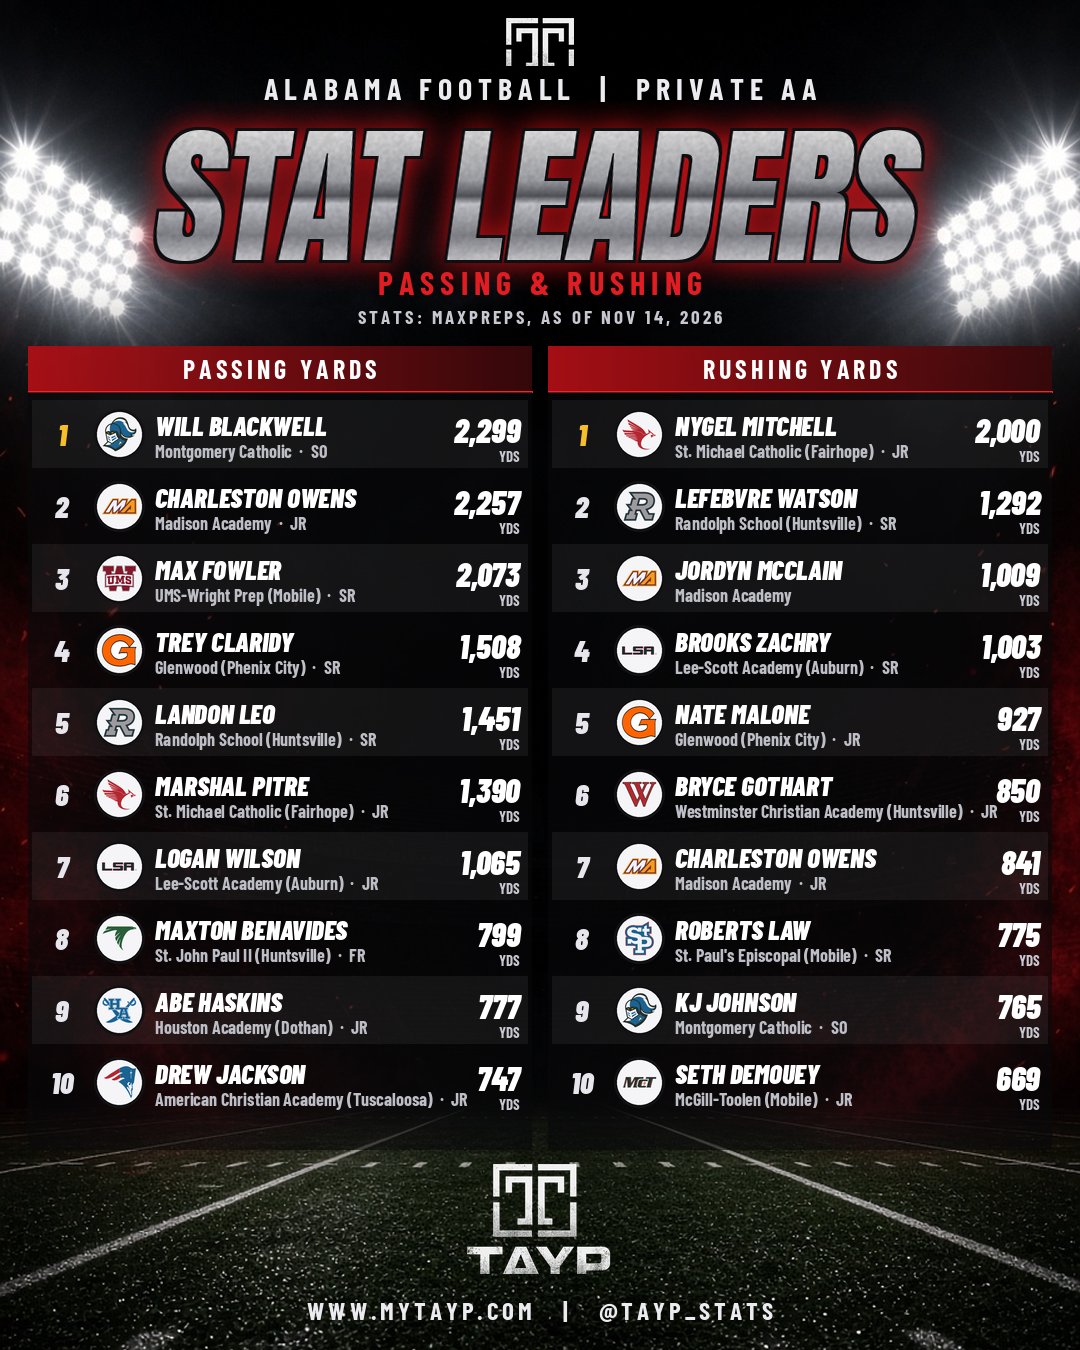 ALABAMA FOOTBALL | PRIVATE AA
STAT LEADERS
PASSING & RUSHING
STATS: MAXPREPS, AS OF NOV 14, 2026
PASSING YARDS
1 WILL BLACKWELL 2,299
Montgomery Catholic · SO YDS
2 MA CHARLESTON OWENS 2,257
Madison Academy · JR YDS
3 W UMS MAX FOWLER 2,073
UMS-Wright Prep (Mobile) · SR YDS
4 G TREY CLARIDY 1,508
Glenwood (Phenix City) · SR YDS
5 R LANDON LEO 1,451
Randolph School (Huntsville) · SR YDS
6 MARSHAL PITRE 1,390
St. Michael Catholic (Fairhope) · JR YDS
7 LSA LOGAN WILSON 1,065
Lee-Scott Academy (Auburn) · JR YDS
8 MAXTON BENAVIDES 799
St. John Paul II (Huntsville) · FR YDS
9 HA ABE HASKINS 777
Houston Academy (Dothan) · JR YDS
10 DREW JACKSON 747
American Christian Academy (Tuscaloosa) · JR YDS
RUSHING YARDS
1 NYGEL MITCHELL 2,000
St. Michael Catholic (Fairhope) · JR YDS
2 R LEFEBVRE WATSON 1,292
Randolph School (Huntsville) · SR YDS
3 MA JORDYN MCCLAIN 1,009
Madison Academy YDS
4 LSA BROOKS ZACHRY 1,003
Lee-Scott Academy (Auburn) · SR YDS
5 G NATE MALONE 927
Glenwood (Phenix City) · JR YDS
6 W BRYCE GOTHART 850
Westminster Christian Academy (Huntsville) · JR YDS
7 MA CHARLESTON OWENS 841
Madison Academy · JR YDS
8 StP ROBERTS LAW 775
St. Paul's Episcopal (Mobile) · SR YDS
9 KJ JOHNSON 765
Montgomery Catholic · SO YDS
10 McT SETH DEMOUEY 669
McGill-Toolen (Mobile) · JR YDS
TAYP
WWW.MYTAYP.COM | @TAYP_STATS